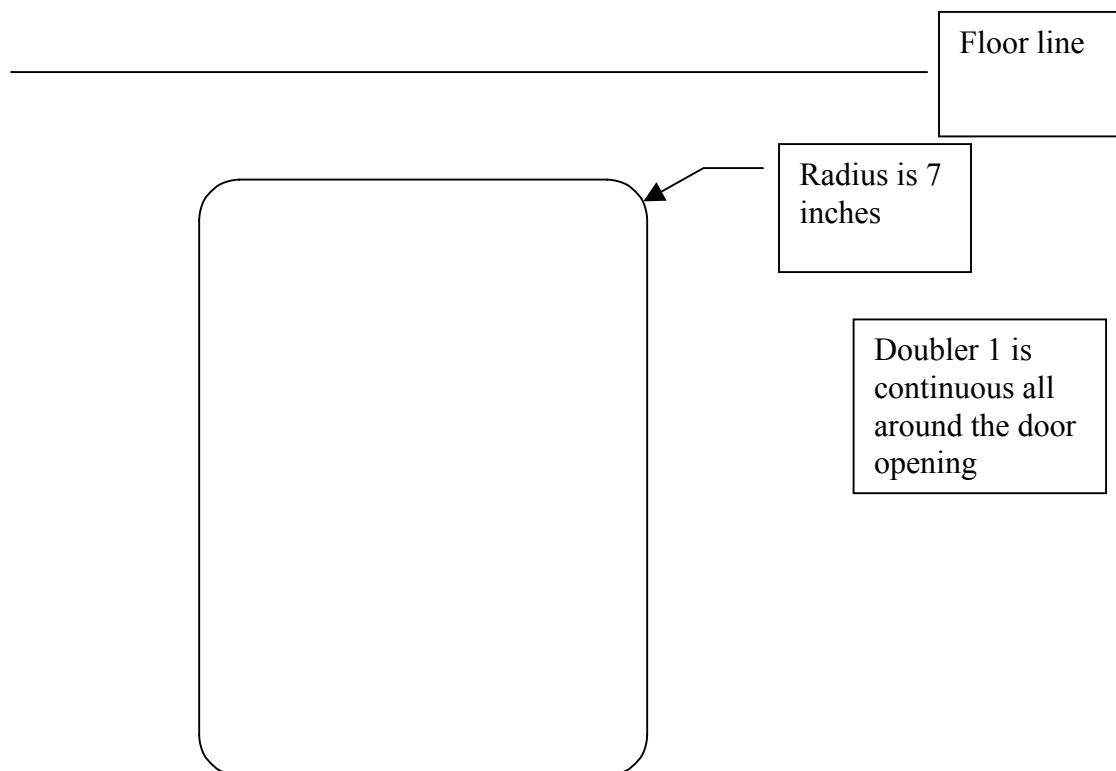 Floor line
Radius is 7
inches
Doubler 1 is
continuous all
around the door
opening